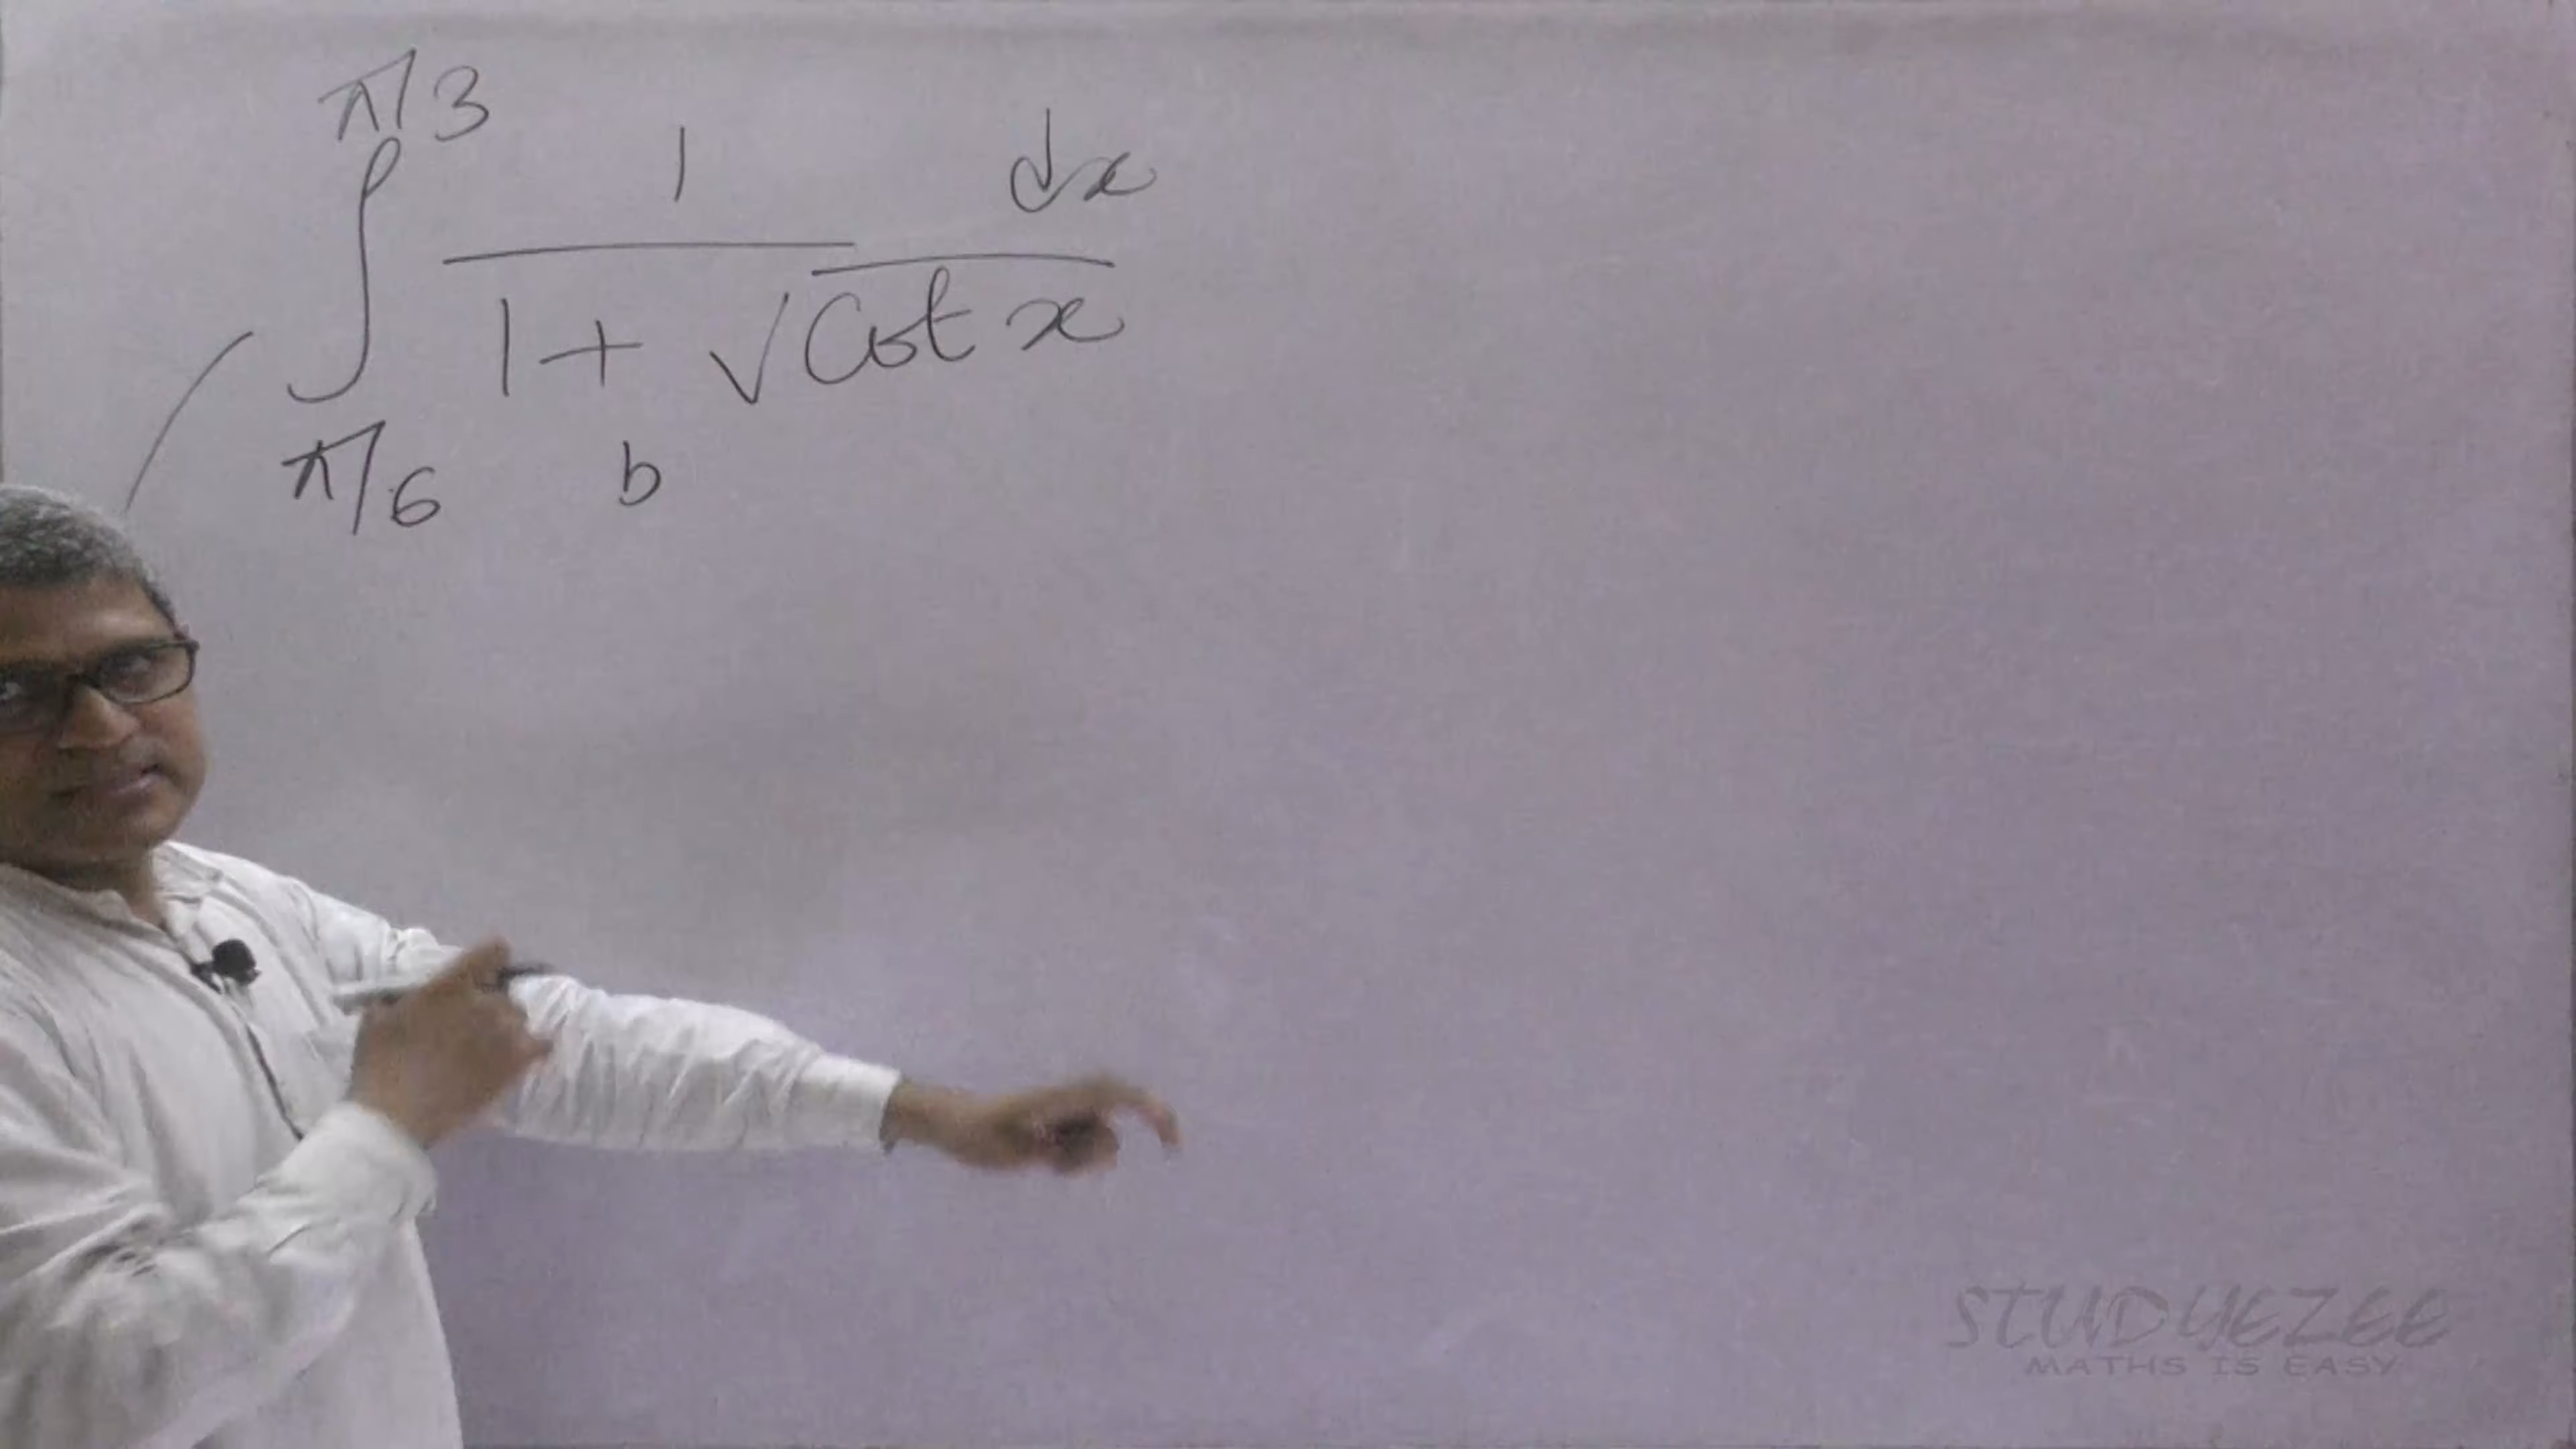 π/3
∫ 1 dx
1 + √Cot x
π/6 b
STUDYEZEE
MATHS IS EASY